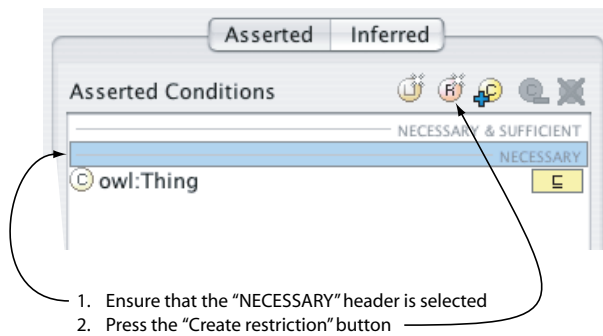 Asserted Inferred
Asserted Conditions
NECESSARY & SUFFICIENT
NECESSARY
C owl:Thing ⊑
1. Ensure that the “NECESSARY” header is selected
2. Press the “Create restriction” button